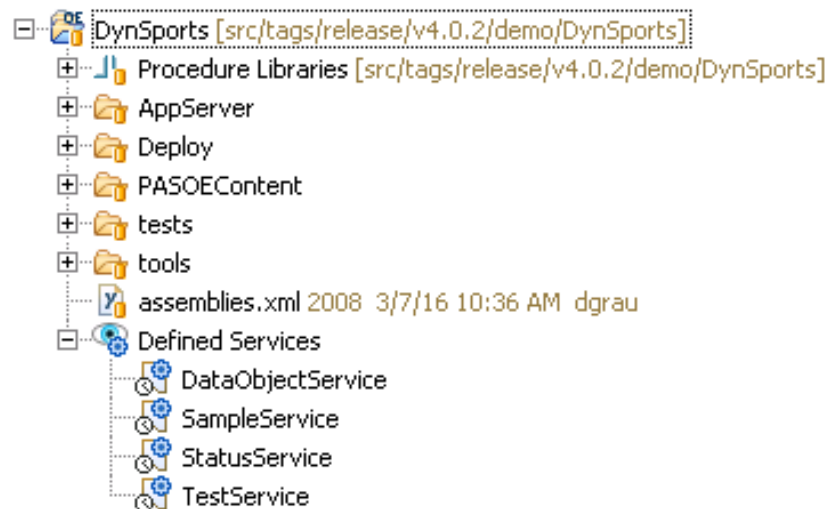 DynSports [src/tags/release/v4.0.2/demo/DynSports]
Procedure Libraries [src/tags/release/v4.0.2/demo/DynSports]
AppServer
Deploy
PASOEContent
tests
tools
assemblies.xml 2008 3/7/16 10:36 AM dgrau
Defined Services
DataObjectService
SampleService
StatusService
TestService